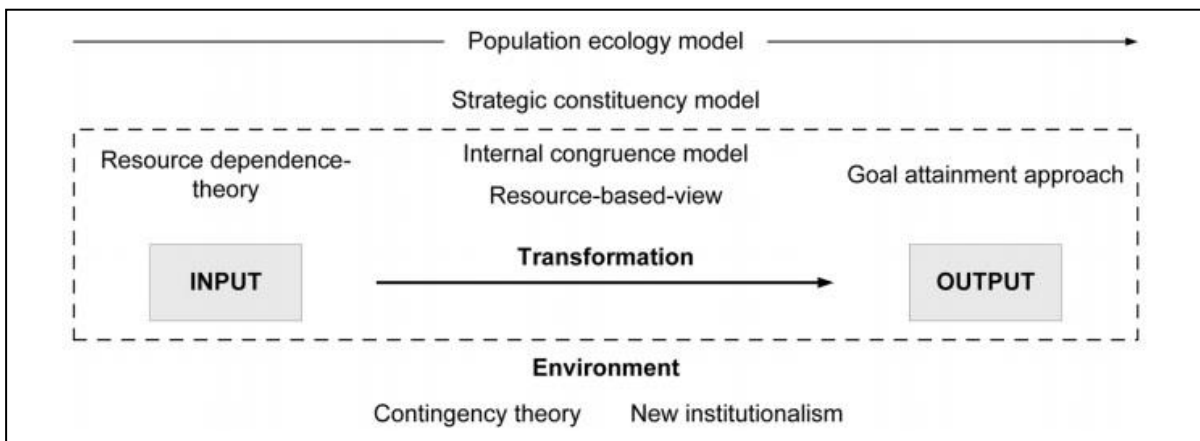 Population ecology model
Strategic constituency model
Resource dependence-
theory
Internal congruence model
Resource-based-view
Goal attainment approach
Transformation
INPUT
OUTPUT
Environment
Contingency theory New institutionalism